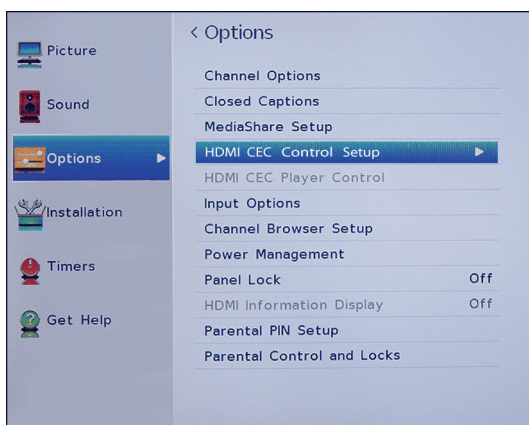 Picture
Sound
Options
Installation
Timers
Get Help
< Options
Channel Options
Closed Captions
MediaShare Setup
HDMI CEC Control Setup
HDMI CEC Player Control
Input Options
Channel Browser Setup
Power Management
Panel Lock Off
HDMI Information Display Off
Parental PIN Setup
Parental Control and Locks